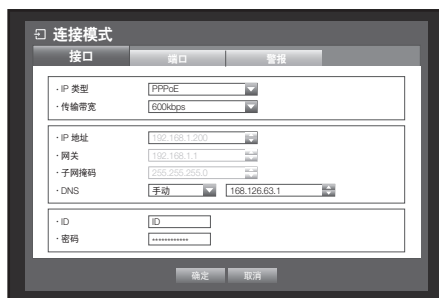 连接模式
接口 端口 警报
· IP 类型 PPPoE
· 传输带宽 600kbps
· IP 地址 192.168.1.200
· 网关 192.168.1.1
· 子网掩码 255.255.255.0
· DNS 手动 168.126.63.1
· ID ID
· 密码 ************
确定 取消